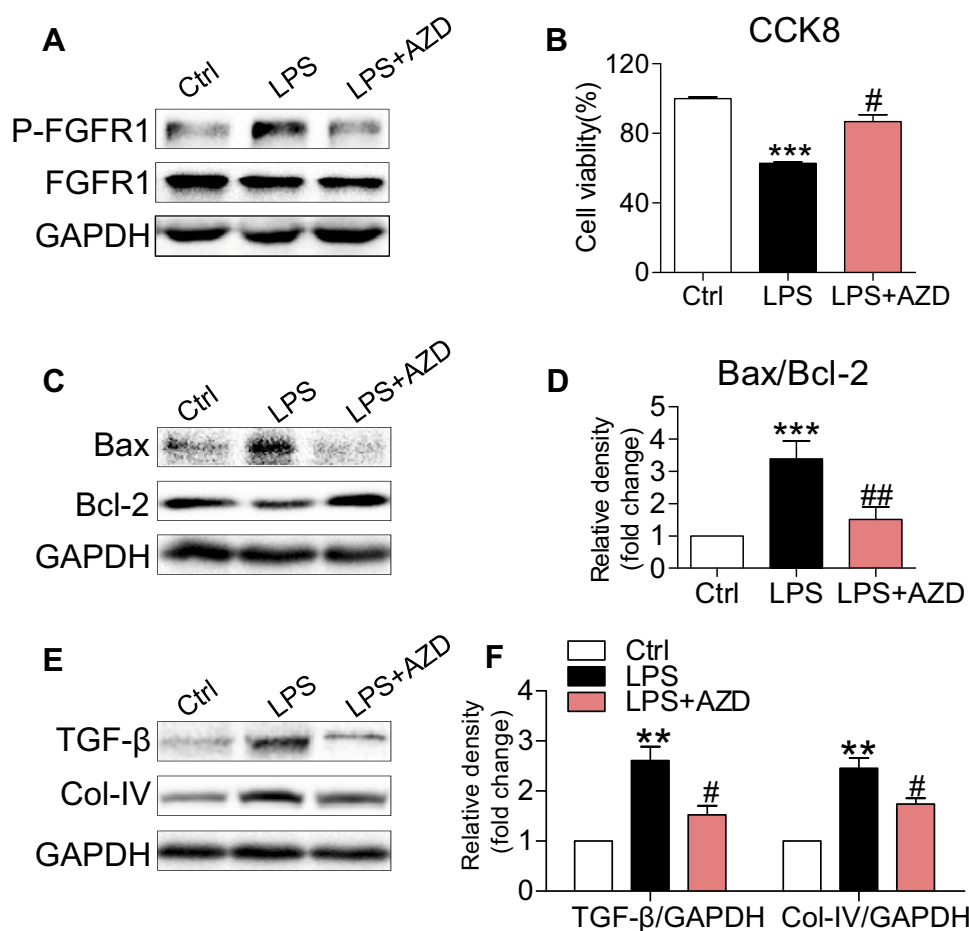 A
Ctrl
LPS
LPS+AZD
P-FGFR1
FGFR1
GAPDH
B
CCK8
Cell viablity(%)
120
80
40
0
#
***
Ctrl
LPS
LPS+AZD
C
Ctrl
LPS
LPS+AZD
Bax
Bcl-2
GAPDH
D
Bax/Bcl-2
Relative density
(fold change)
5
4
3
2
1
0
***
##
Ctrl
LPS
LPS+AZD
E
Ctrl
LPS
LPS+AZD
TGF-β
Col-IV
GAPDH
F
Ctrl
LPS
LPS+AZD
Relative density
(fold change)
4
3
2
1
0
**
#
**
#
TGF-β/GAPDH
Col-IV/GAPDH